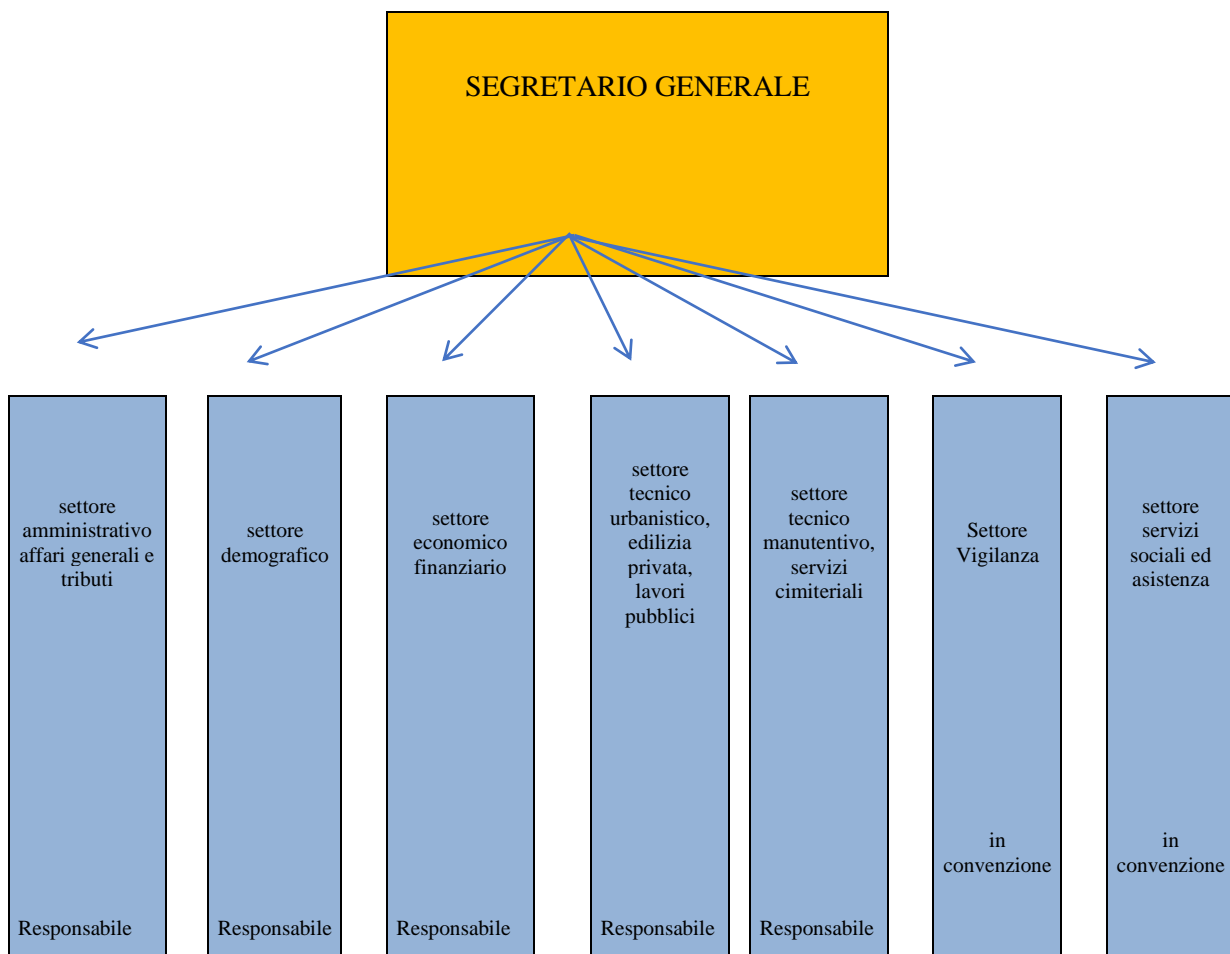 SEGRETARIO GENERALE
settore
amministrativo
affari generali e
tributi
Responsabile
settore
demografico
Responsabile
settore
economico
finanziario
Responsabile
settore
tecnico
urbanistico,
edilizia
privata,
lavori
pubblici
Responsabile
settore
tecnico
manutentivo,
servizi
cimiteriali
Responsabile
Settore
Vigilanza
in
convenzione
settore
servizi
sociali ed
asistenza
in
convenzione